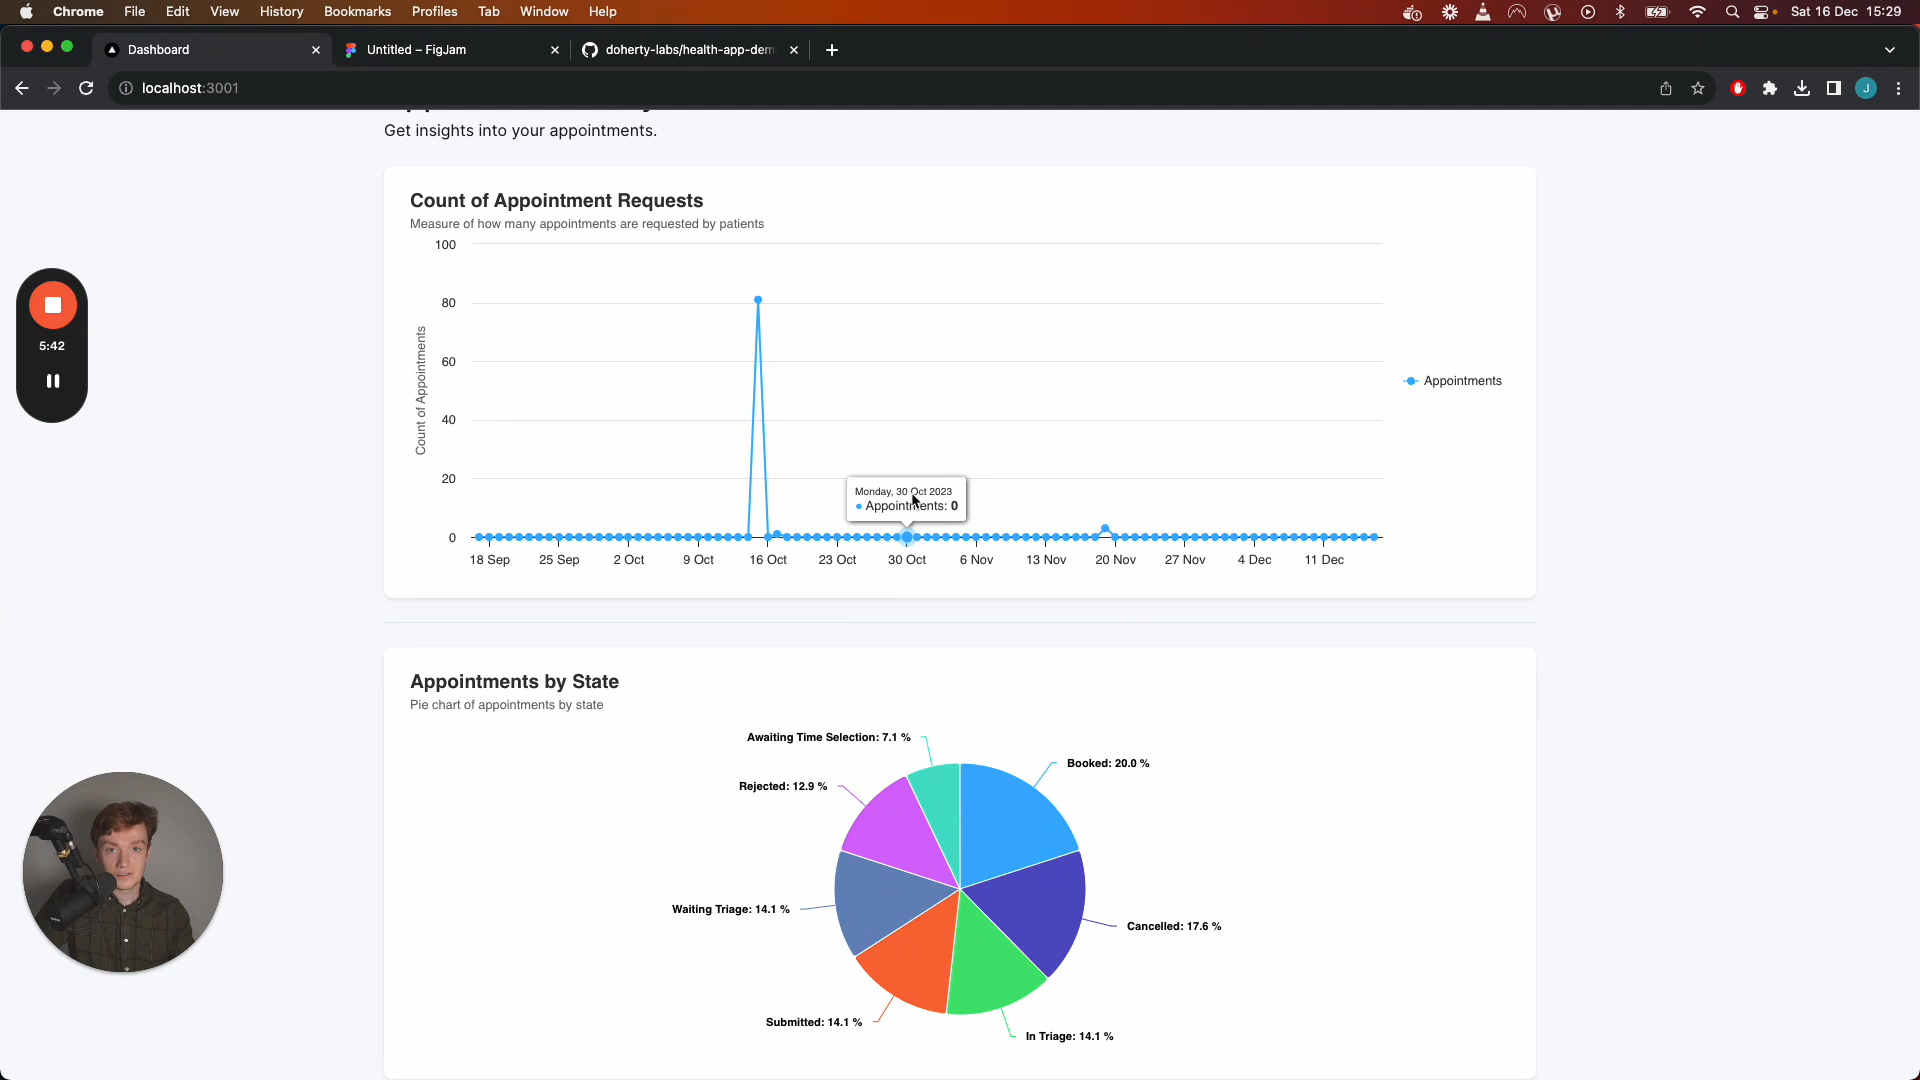 Chrome File Edit View History Bookmarks Profiles Tab Window Help Sat 16 Dec 15:29
Dashboard Untitled – FigJam doherty-labs/health-app-dem
localhost:3001 J
Get insights into your appointments.
Count of Appointment Requests
Measure of how many appointments are requested by patients
100
80
60
40
20
0
Count of Appointments
Appointments
Monday, 30 Oct 2023
Appointments: 0
18 Sep 25 Sep 2 Oct 9 Oct 16 Oct 23 Oct 30 Oct 6 Nov 13 Nov 20 Nov 27 Nov 4 Dec 11 Dec
5:42
Appointments by State
Pie chart of appointments by state
Awaiting Time Selection: 7.1 %
Booked: 20.0 %
Rejected: 12.9 %
Waiting Triage: 14.1 %
Cancelled: 17.6 %
Submitted: 14.1 %
In Triage: 14.1 %